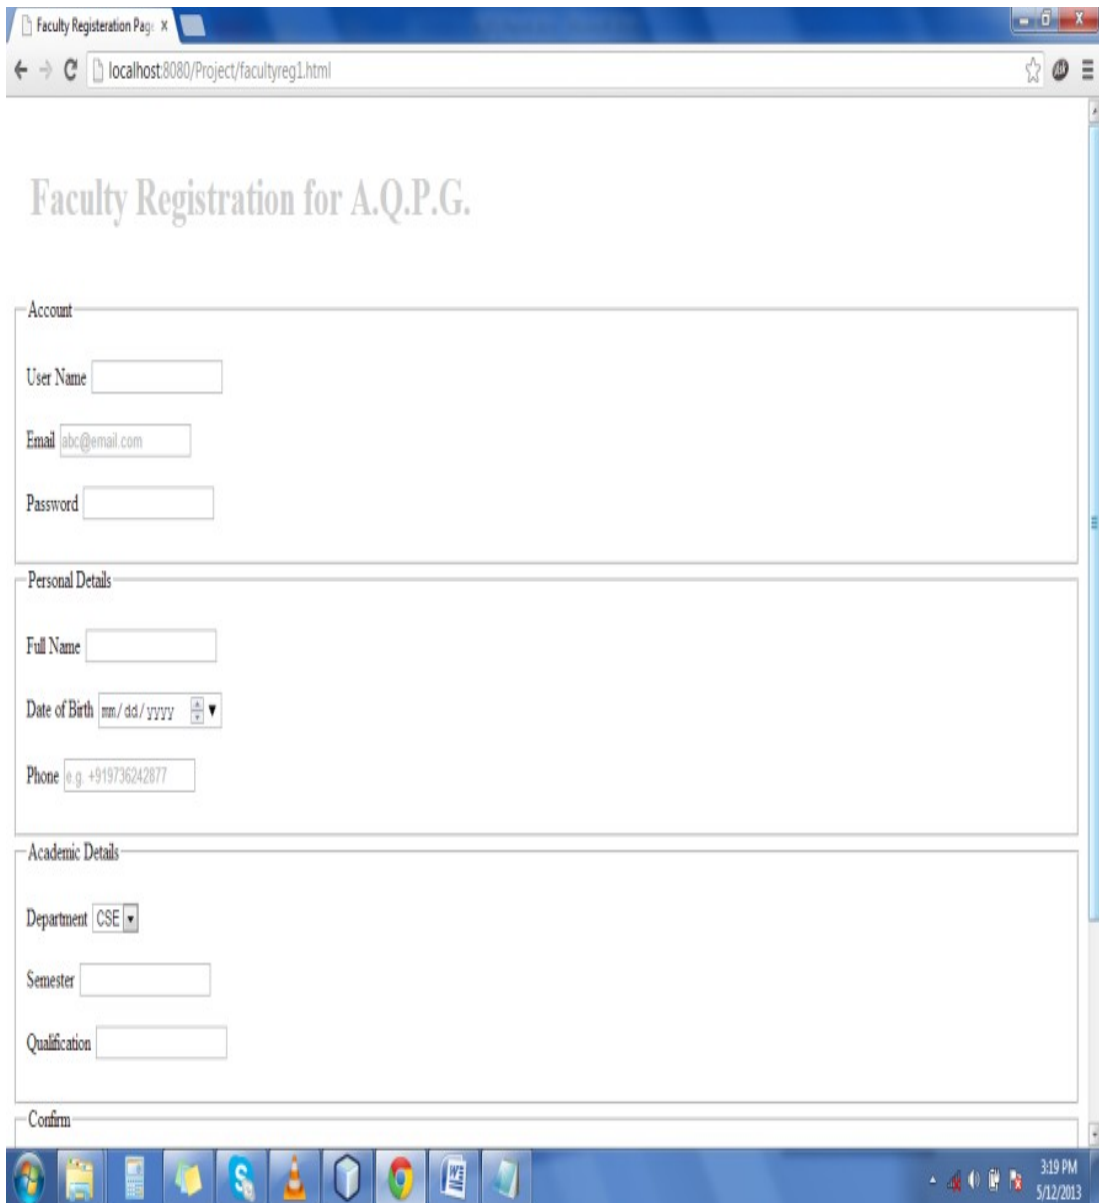 Faculty Registeration Page
localhost:8080/Project/facultyreg1.html
Faculty Registration for A.Q.P.G.
Account
User Name
Email abc@email.com
Password
Personal Details
Full Name
Date of Birth mm/dd/yyyy
Phone e.g. +919736242877
Academic Details
Department CSE
Semester
Qualification
Confirm
3:19 PM
5/12/2013